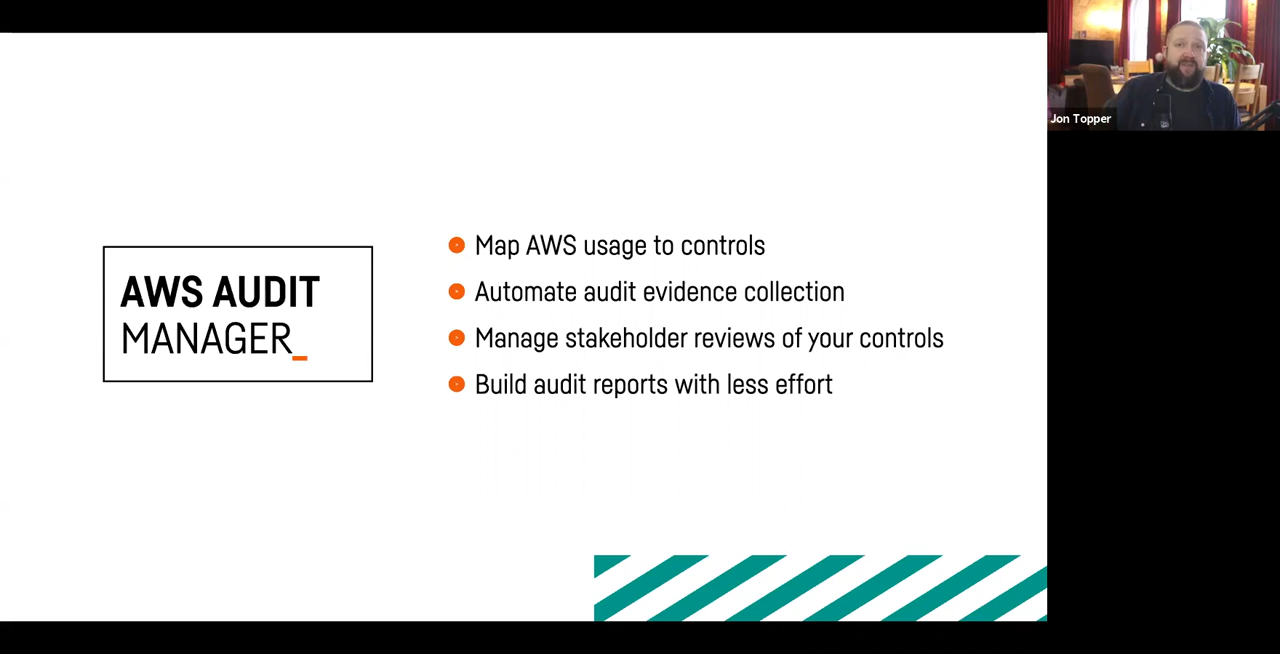 AWS AUDIT
MANAGER_
Map AWS usage to controls
Automate audit evidence collection
Manage stakeholder reviews of your controls
Build audit reports with less effort
Jon Topper